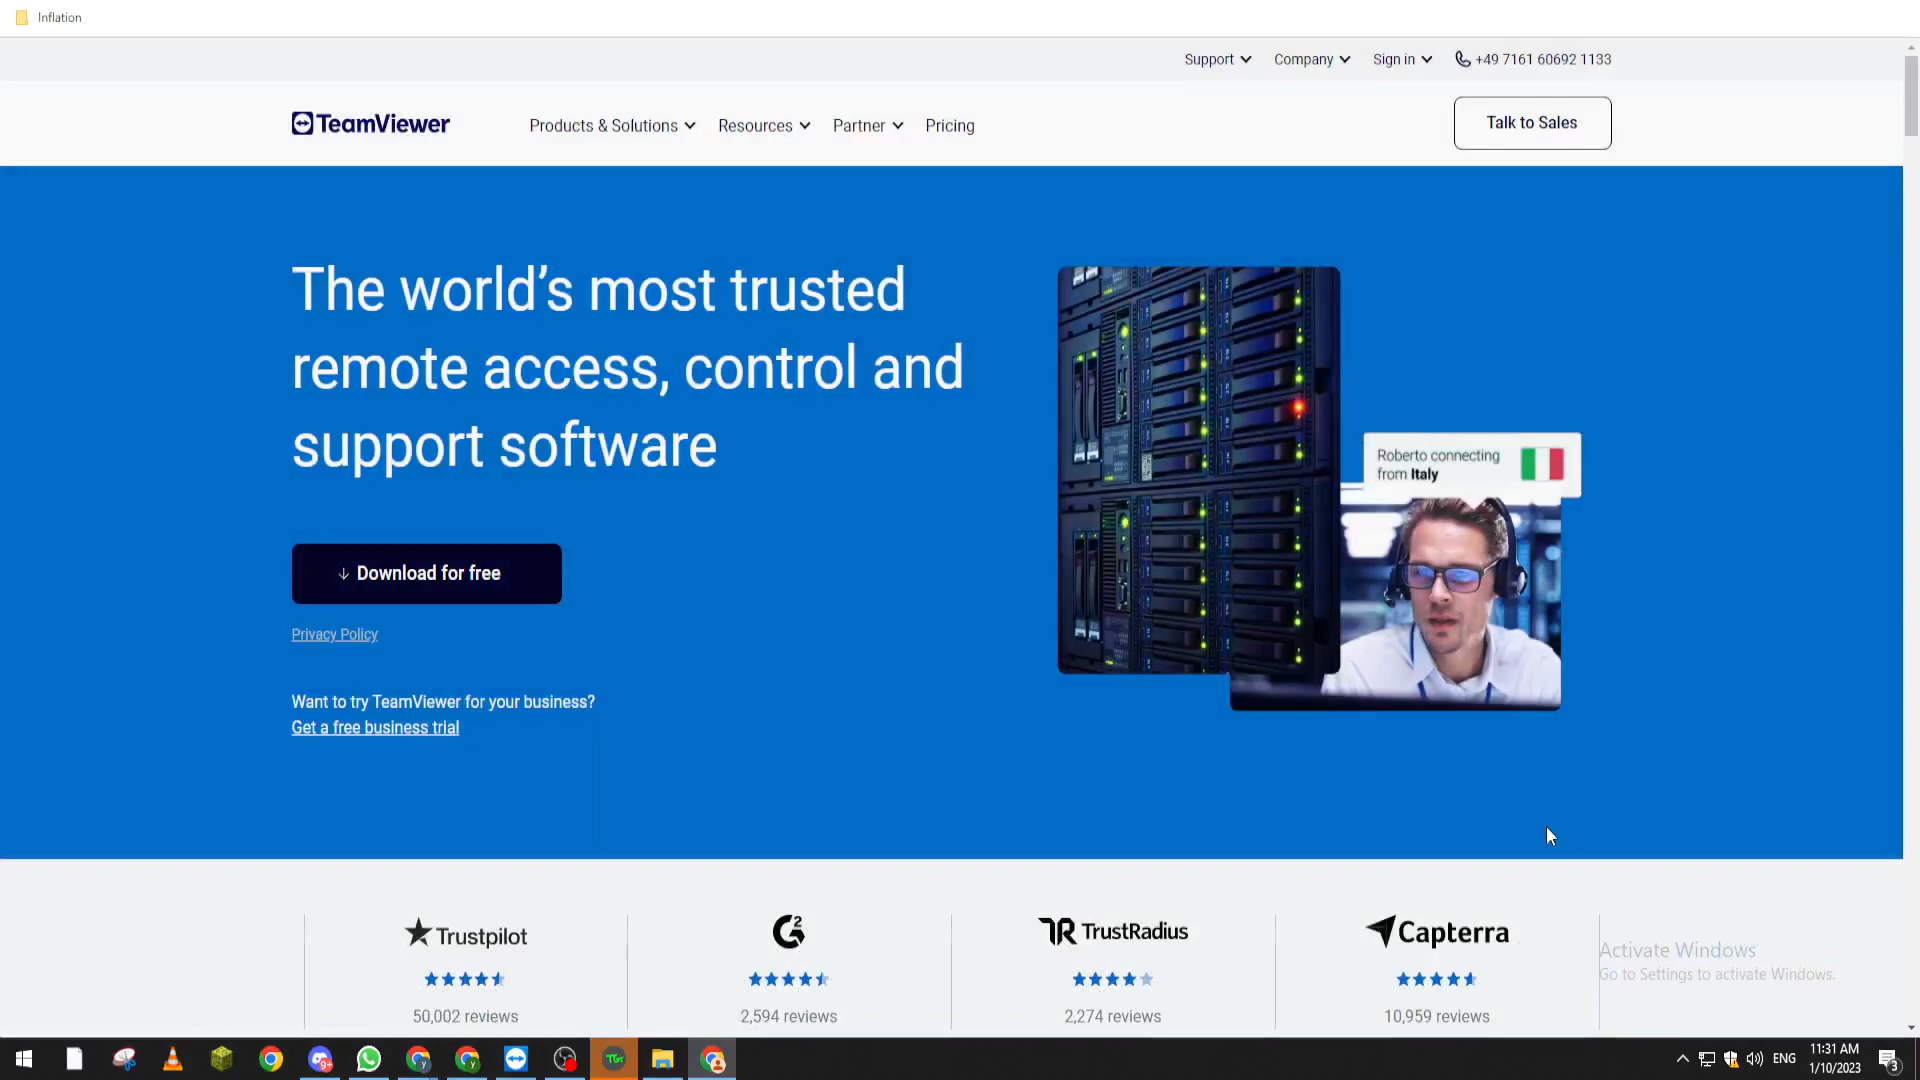 Inflation
Support
Company
Sign in
+49 7161 60692 1133
TeamViewer
Products & Solutions
Resources
Partner
Pricing
Talk to Sales
The world’s most trusted
remote access, control and
support software
Roberto connecting
from Italy
↓ Download for free
Privacy Policy
Want to try TeamViewer for your business?
Get a free business trial
Trustpilot
G2
TrustRadius
Capterra
50,002 reviews
2,594 reviews
2,274 reviews
10,959 reviews
Activate Windows
Go to Settings to activate Windows.
9+
TGT
ENG
11:31 AM
1/10/2023
3